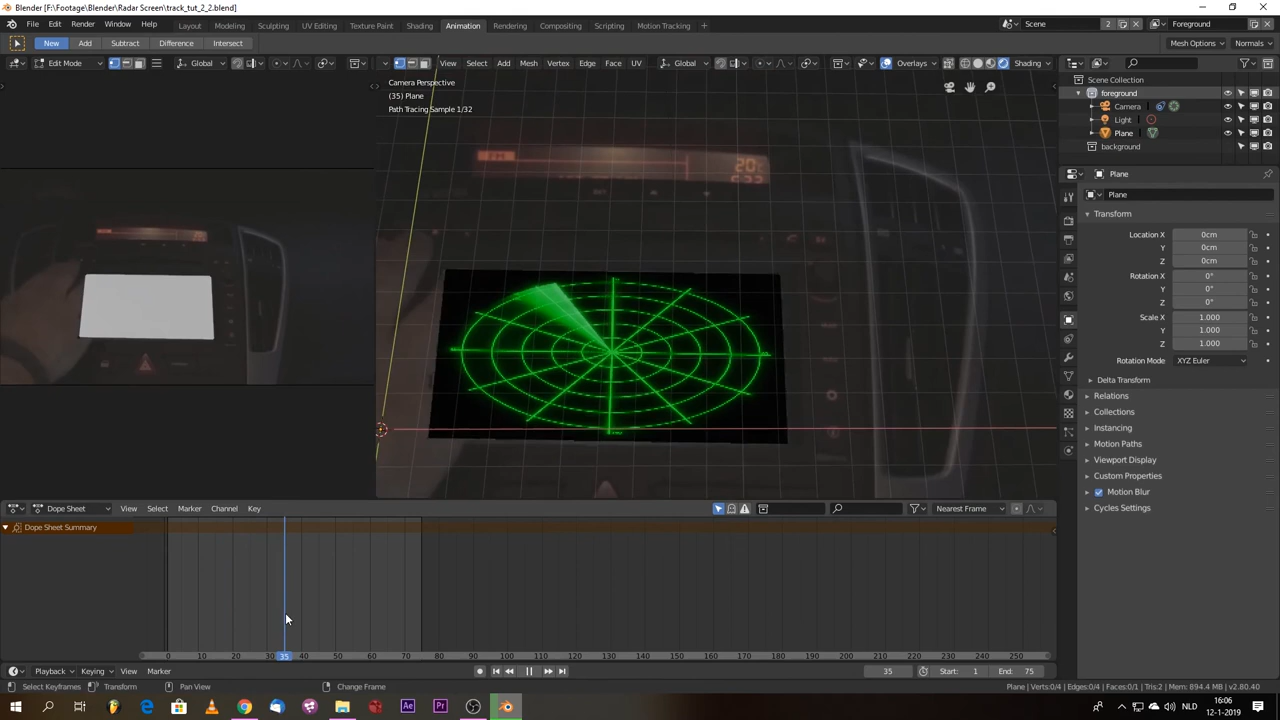 Blender [F:\Footage\Blender\Radar Screen\track_tut_2_2.blend]
File Edit Render Window Help Layout Modeling Sculpting UV Editing Texture Paint Shading Animation Rendering Compositing Scripting Motion Tracking + Scene 2 Foreground
New Add Subtract Difference Intersect Mesh Options Normals
Edit Mode Global View Select Add Mesh Vertex Edge Face UV Global Overlays Shading
Camera Perspective
(35) Plane
Path Tracing Sample 1/32
Scene Collection
foreground
Camera
Light
Plane
background
Plane
Plane
Transform
Location X 0cm
Y 0cm
Z 0cm
Rotation X 0°
Y 0°
Z 0°
Scale X 1.000
Y 1.000
Z 1.000
Rotation Mode XYZ Euler
Delta Transform
Relations
Collections
Instancing
Motion Paths
Viewport Display
Custom Properties
Motion Blur
Cycles Settings
Dope Sheet View Select Marker Channel Key Nearest Frame
Dope Sheet Summary
0 10 20 30 35 40 50 60 70 80 90 100 110 120 130 140 150 160 170 180 190 200 210 220 230 240 250
Playback Keying View Marker 35 Start: 1 End: 75
Select Keyframes Transform Pan View Change Frame Plane | Verts:0/4 | Edges:0/4 | Faces:0/1 | Tris:2 | Mem: 894.4 MB | v2.80.40
Ae Pr NLD 16:06
12-1-2019